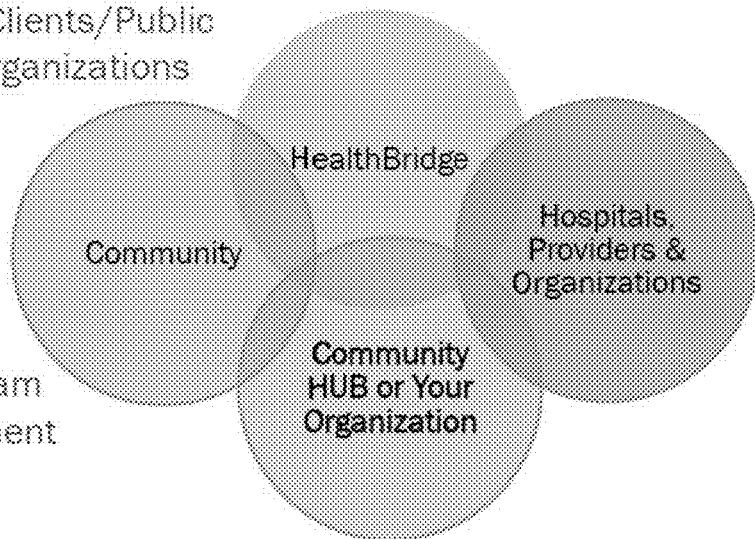 Clients/Public
rganizations
HealthBridge
Community
Hospitals,
Providers &
Organizations
Community
HUB or Your
Organization
am
ent